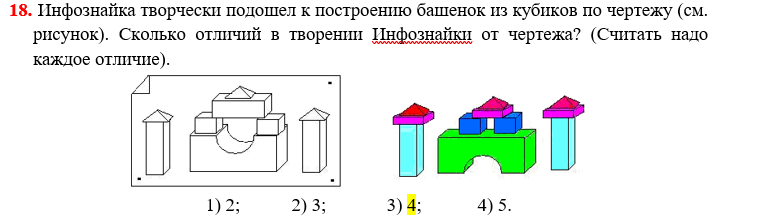 18. Инфознайка творчески подошел к построению башенок из кубиков по чертежу (см.
рисунок). Сколько отличий в творении Инфознайки от чертежа? (Считать надо
каждое отличие).
1) 2; 2) 3; 3) 4; 4) 5.